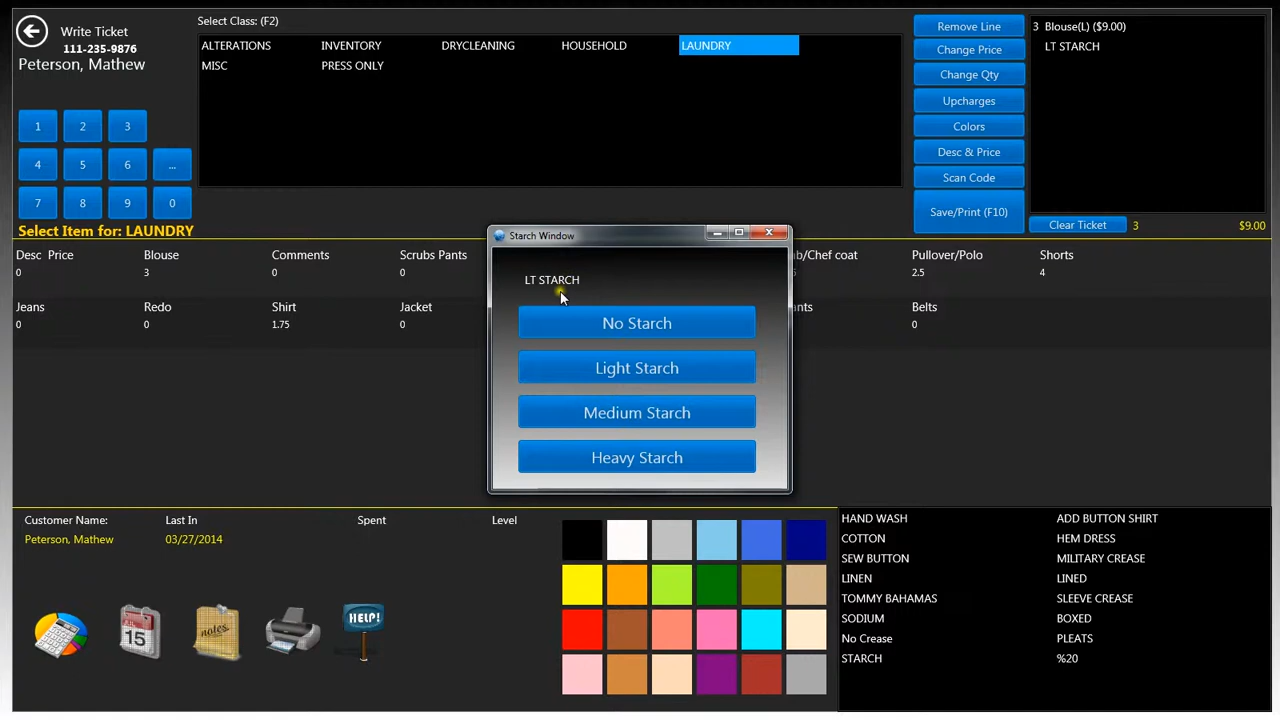 Write Ticket
111-235-9876
Peterson, Mathew
1 2 3
4 5 6 ...
7 8 9 0
Select Class: (F2)
ALTERATIONS INVENTORY DRYCLEANING HOUSEHOLD LAUNDRY
MISC PRESS ONLY
Remove Line
Change Price
Change Qty
Upcharges
Colors
Desc & Price
Scan Code
Save/Print (F10)
3 Blouse(L) ($9.00)
LT STARCH
Clear Ticket 3 $9.00
Select Item for: LAUNDRY
Desc Price Blouse Comments Scrubs Pants b/Chef coat Pullover/Polo Shorts
0 3 0 0 2.5 4
Jeans Redo Shirt Jacket nts Belts
0 0 1.75 0 0
Starch Window
LT STARCH
No Starch
Light Starch
Medium Starch
Heavy Starch
Customer Name: Last In Spent Level
Peterson, Mathew 03/27/2014
15
notes
HELP!
HAND WASH ADD BUTTON SHIRT
COTTON HEM DRESS
SEW BUTTON MILITARY CREASE
LINEN LINED
TOMMY BAHAMAS SLEEVE CREASE
SODIUM BOXED
No Crease PLEATS
STARCH %20